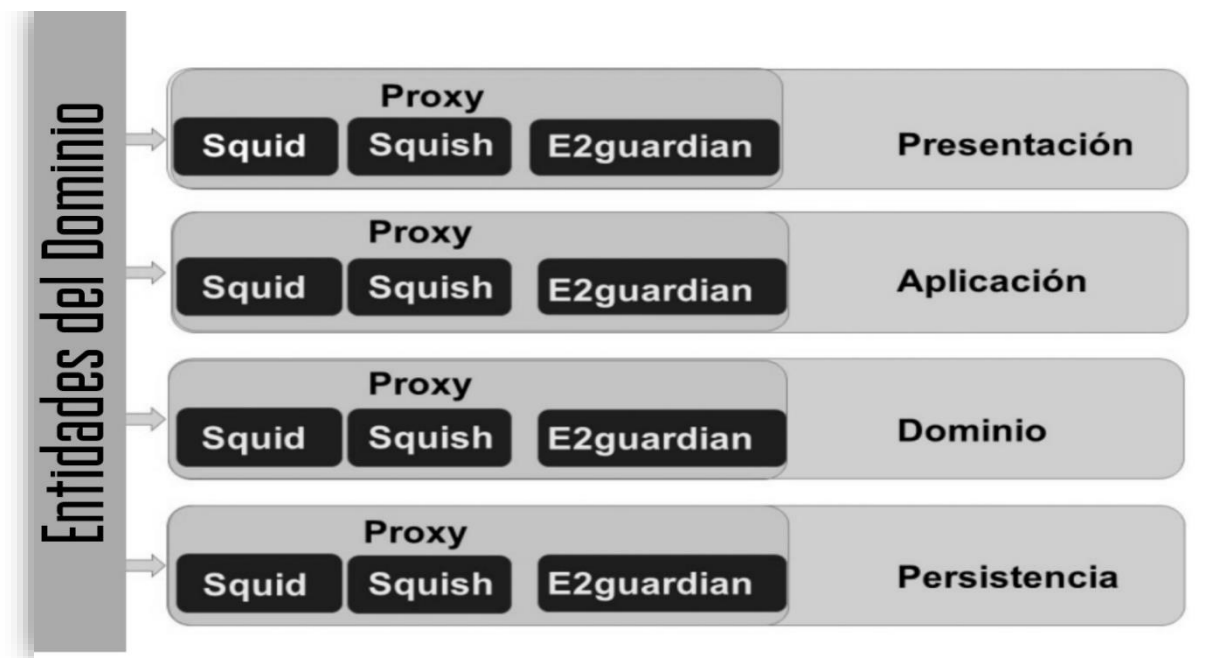 Entidades del Dominio
Proxy
Squid Squish E2guardian Presentación
Proxy
Squid Squish E2guardian Aplicación
Proxy
Squid Squish E2guardian Dominio
Proxy
Squid Squish E2guardian Persistencia